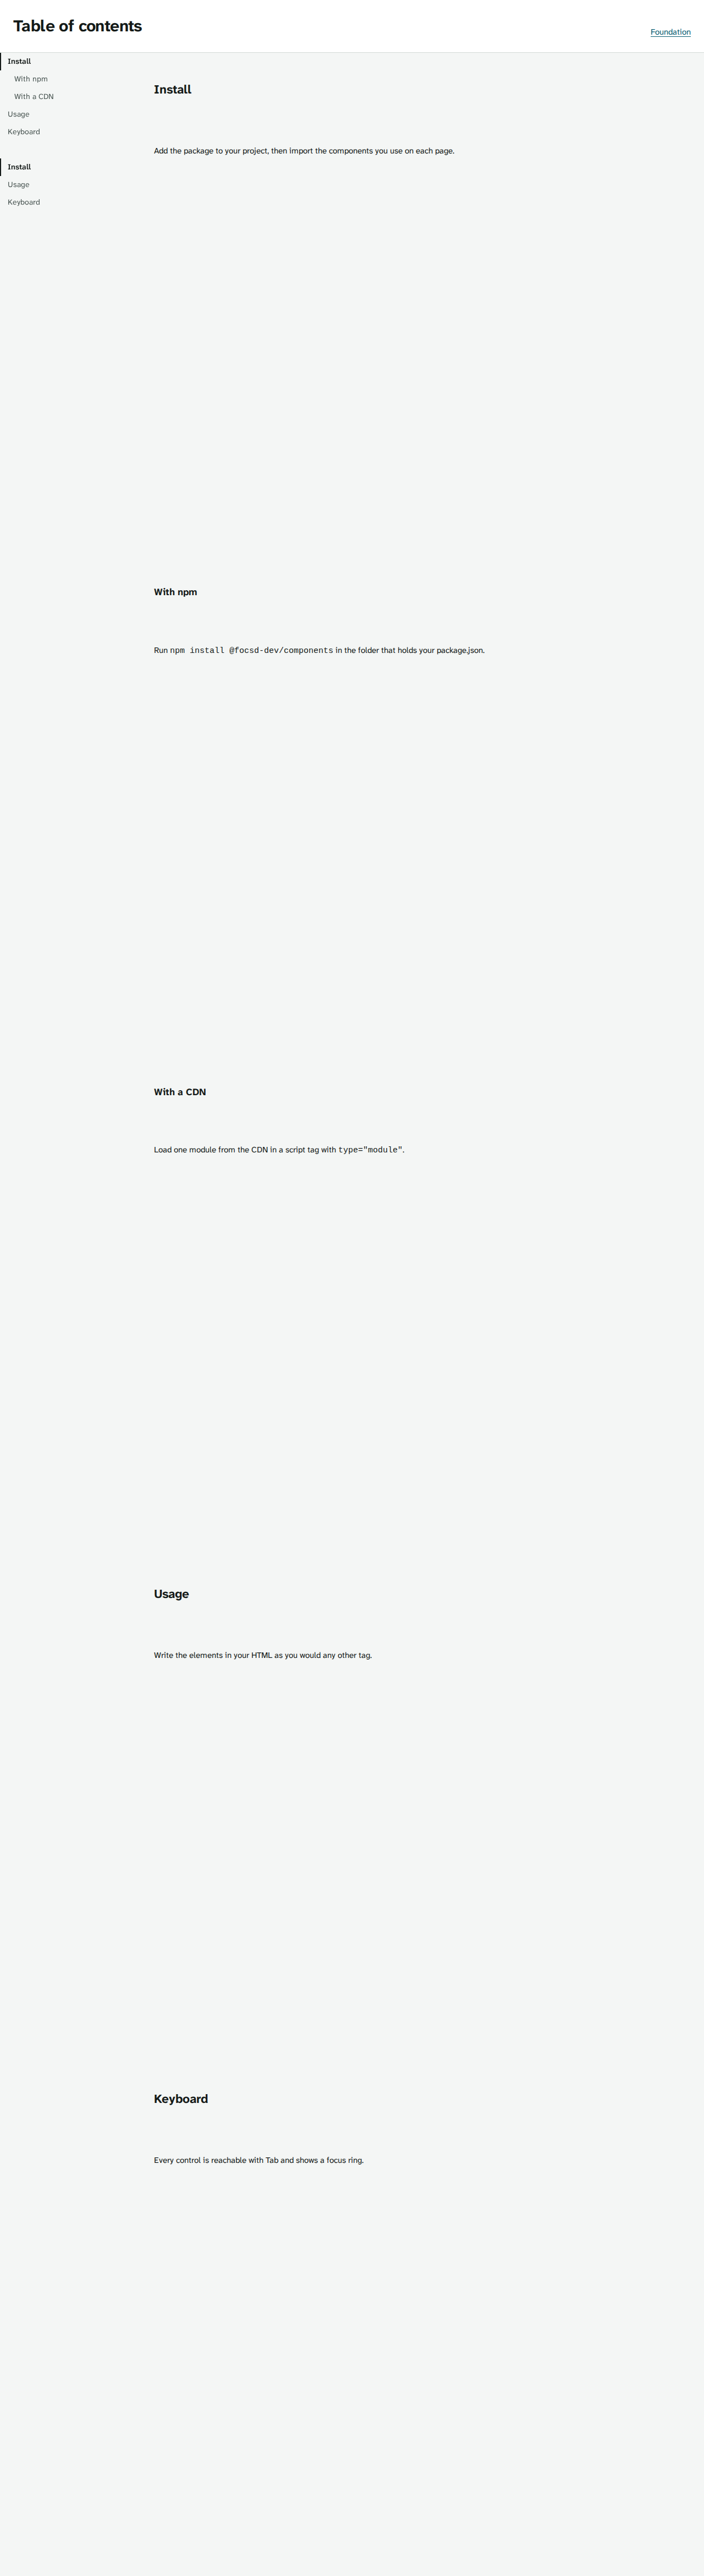 Table of contents
Foundation
Install
With npm
With a CDN
Usage
Keyboard
Install
Usage
Keyboard
Install
Add the package to your project, then import the components you use on each page.
With npm
Run npm install @focsd-dev/components in the folder that holds your package.json.
With a CDN
Load one module from the CDN in a script tag with type="module".
Usage
Write the elements in your HTML as you would any other tag.
Keyboard
Every control is reachable with Tab and shows a focus ring.